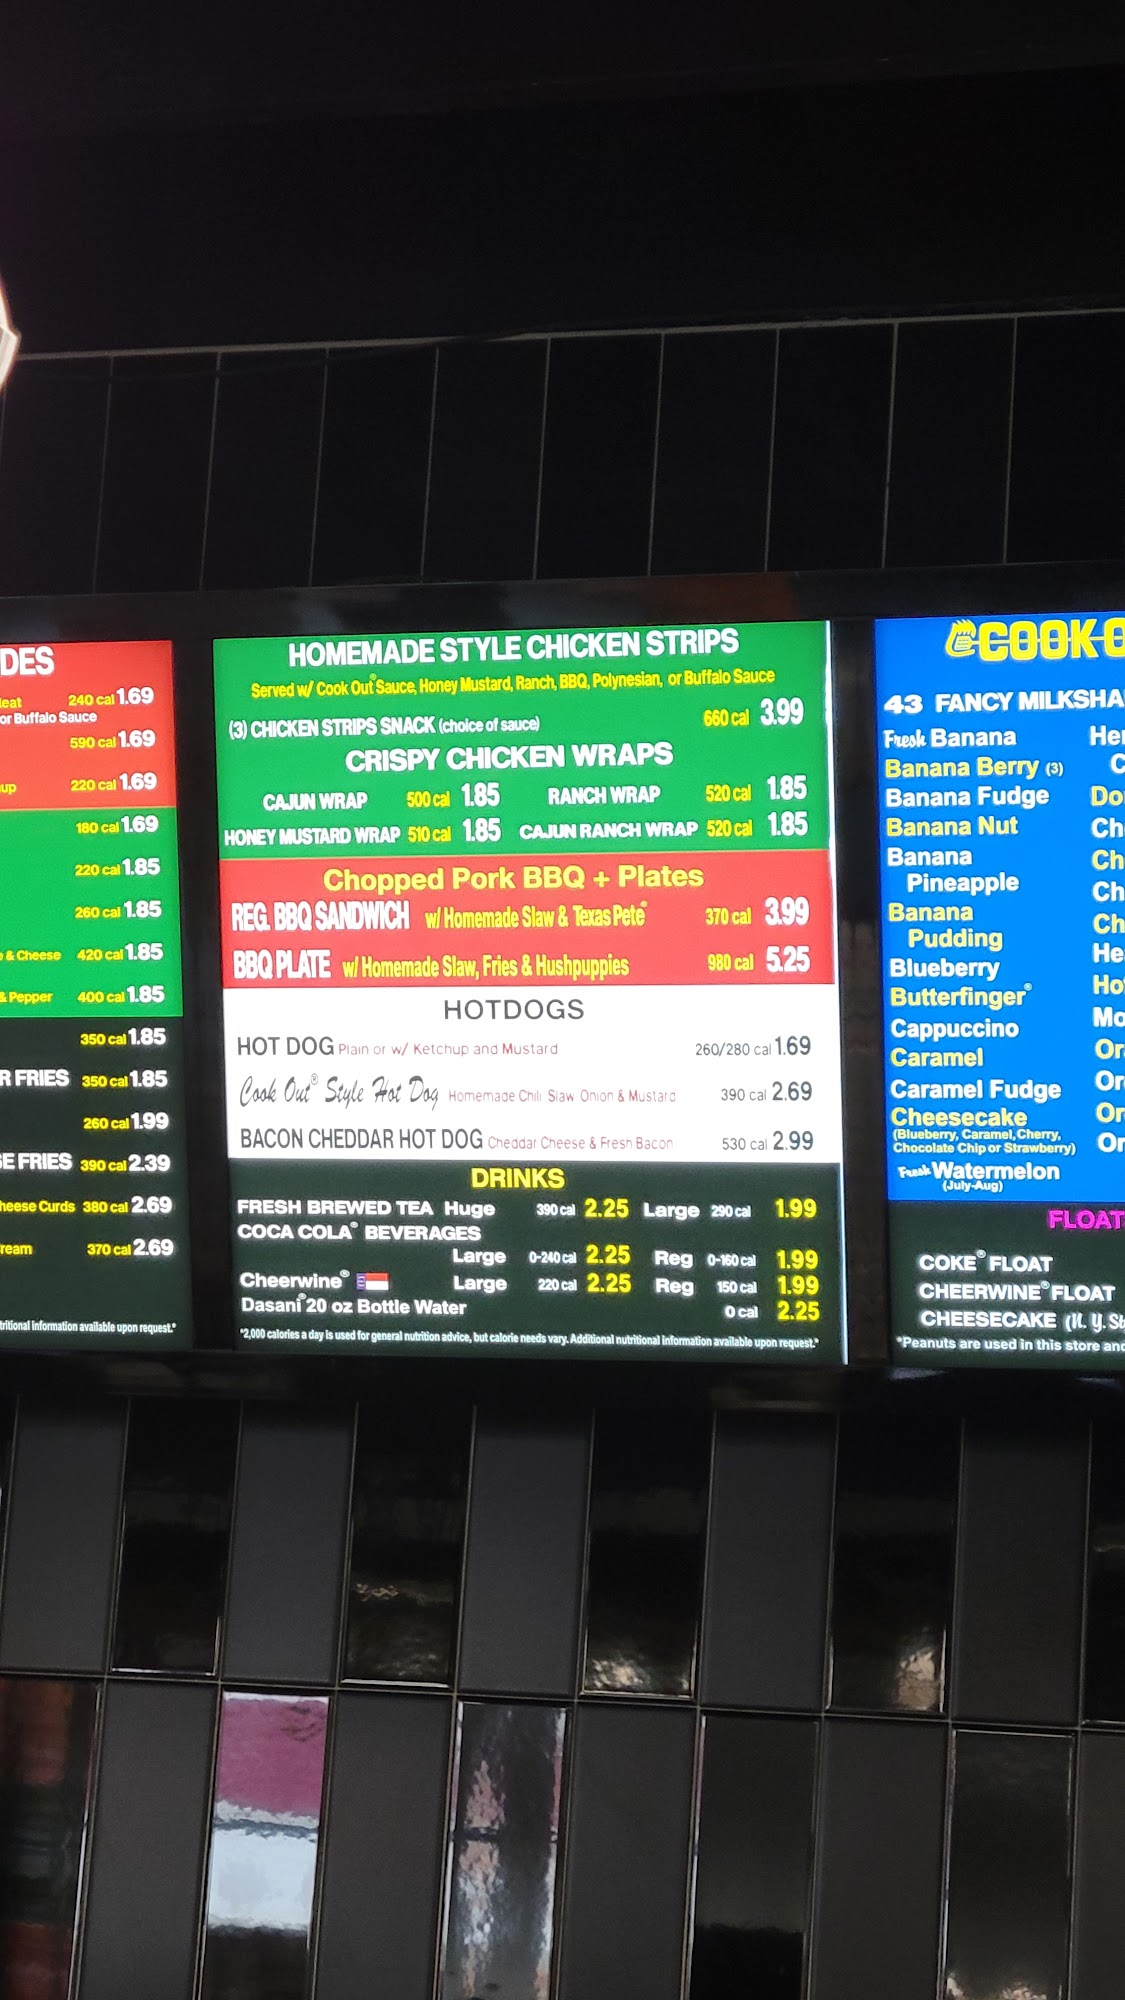 DES
240 cal 1.69
or Buffalo Sauce
590 cal 1.69
220 cal 1.69
180 cal 1.69
220 cal 1.85
260 cal 1.85
& Cheese 420 cal 1.85
& Pepper 400 cal 1.85
350 cal 1.85
R FRIES 350 cal 1.85
260 cal 1.99
SE FRIES 390 cal 2.39
heese Curds 380 cal 2.69
370 cal 2.69
tritional information available upon request.*
HOMEMADE STYLE CHICKEN STRIPS
Served w/ Cook Out® Sauce, Honey Mustard, Ranch, BBQ, Polynesian, or Buffalo Sauce
(3) CHICKEN STRIPS SNACK (choice of sauce) 660 cal 3.99
CRISPY CHICKEN WRAPS
CAJUN WRAP 500 cal 1.85 RANCH WRAP 520 cal 1.85
HONEY MUSTARD WRAP 510 cal 1.85 CAJUN RANCH WRAP 520 cal 1.85
Chopped Pork BBQ + Plates
REG. BBQ SANDWICH w/ Homemade Slaw & Texas Pete® 370 cal 3.99
BBQ PLATE w/ Homemade Slaw, Fries & Hushpuppies 980 cal 5.25
HOTDOGS
HOT DOG Plain or w/ Ketchup and Mustard 260/280 cal 1.69
Cook Out® Style Hot Dog Homemade Chili Slaw Onion & Mustard 390 cal 2.69
BACON CHEDDAR HOT DOG Cheddar Cheese & Fresh Bacon 530 cal 2.99
DRINKS
FRESH BREWED TEA Huge 390 cal 2.25 Large 290 cal 1.99
COCA COLA® BEVERAGES
Large 0-240 cal 2.25 Reg 0-160 cal 1.99
Cheerwine® Large 220 cal 2.25 Reg 150 cal 1.99
Dasani® 20 oz Bottle Water 0 cal 2.25
*2,000 calories a day is used for general nutrition advice, but calorie needs vary. Additional nutritional information available upon request.*
COOK O
43 FANCY MILKSHA
Fresh Banana
Banana Berry (3)
Banana Fudge
Banana Nut
Banana
Pineapple
Banana
Pudding
Blueberry
Butterfinger®
Cappuccino
Caramel
Caramel Fudge
Cheesecake
(Blueberry, Caramel, Cherry,
Chocolate Chip or Strawberry)
Fresh Watermelon
(July-Aug)
Her
C
Do
Ch
Ch
Ch
Ch
He
Ho
Mo
Or
Or
Or
Or
FLOAT
COKE® FLOAT
CHEERWINE® FLOAT
CHEESECAKE (N. Y. St
*Peanuts are used in this store and